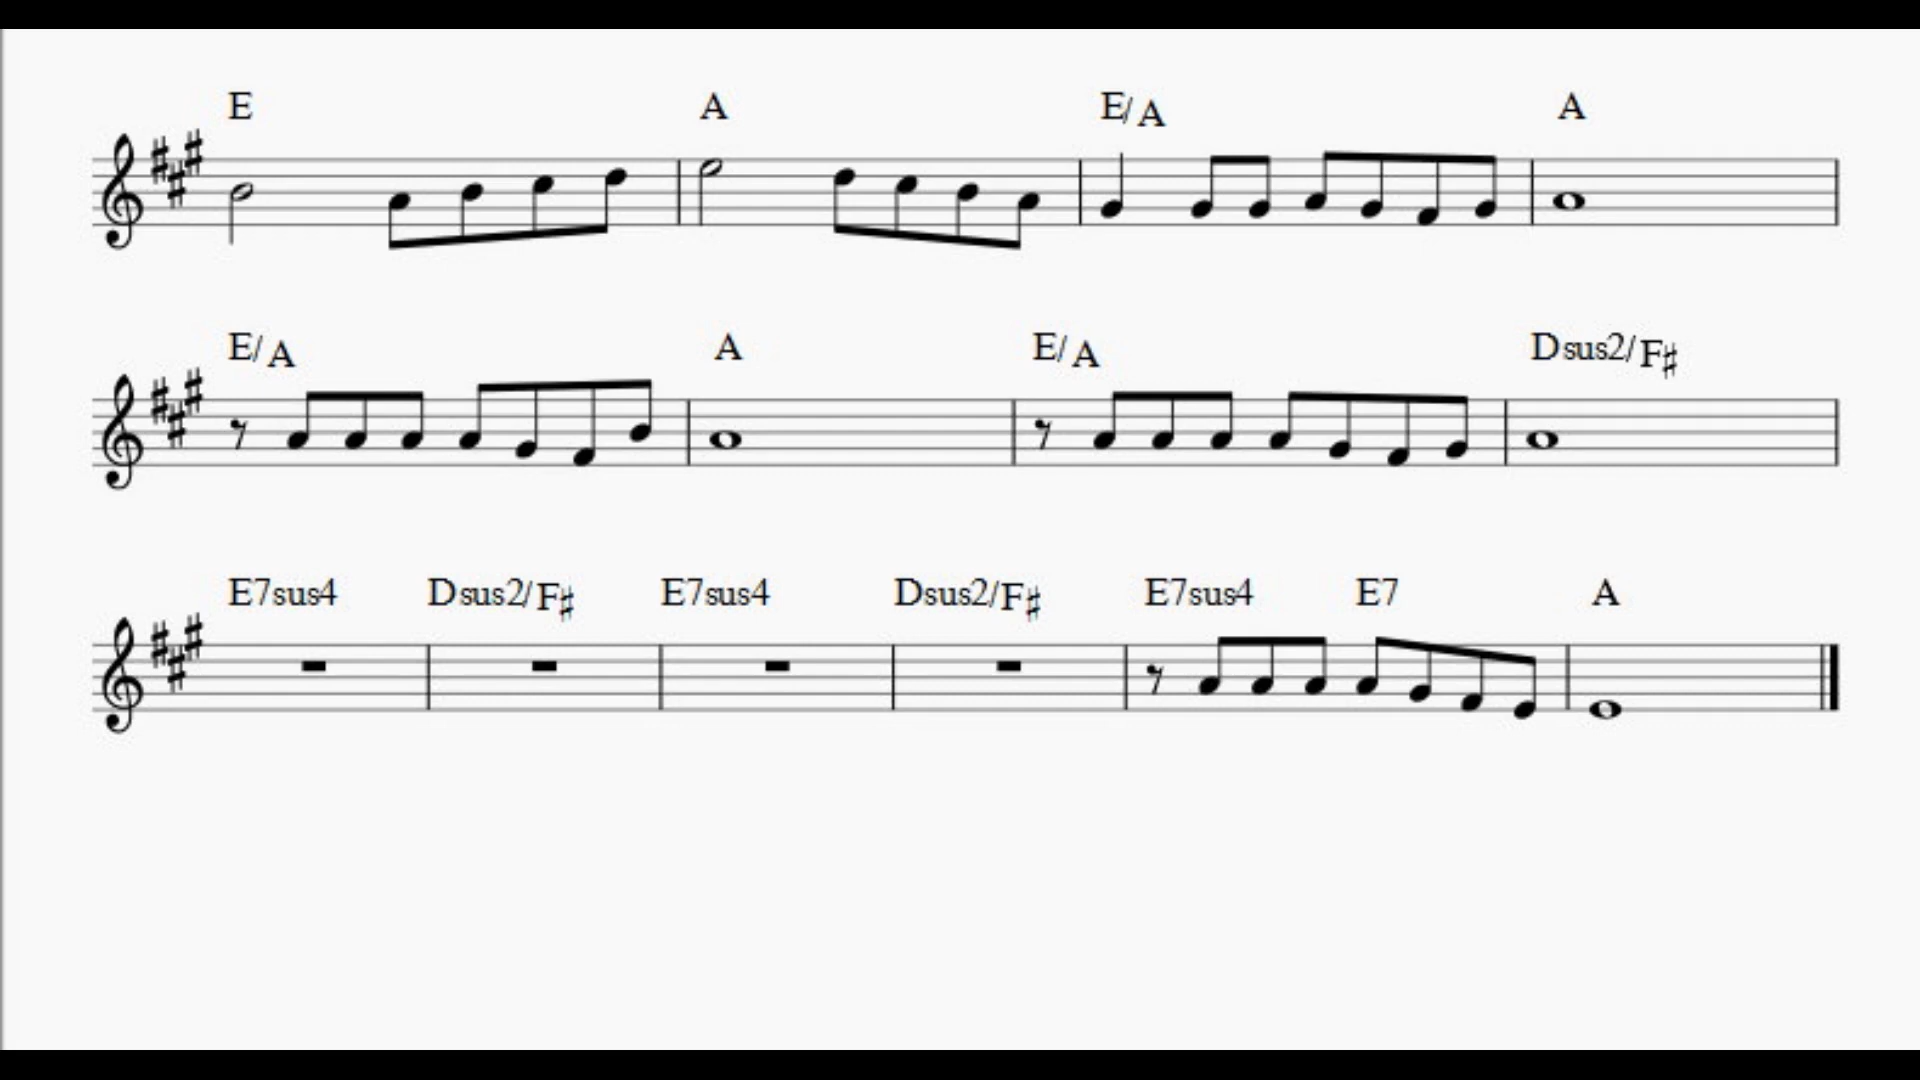 E A E/A A
E/A A E/A Dsus2/F♯
E7sus4 Dsus2/F♯ E7sus4 Dsus2/F♯ E7sus4 E7 A